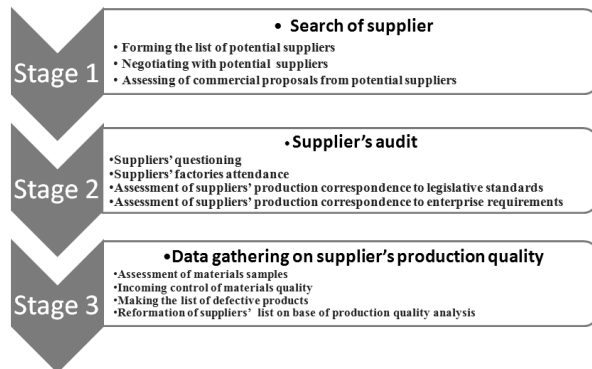 Stage 1
• Search of supplier
• Forming the list of potential suppliers
• Negotiating with potential suppliers
• Assessing of commercial proposals from potential suppliers
Stage 2
•Supplier's audit
•Suppliers' questioning
•Suppliers' factories attendance
•Assessment of suppliers' production correspondence to legislative standards
•Assessment of suppliers' production correspondence to enterprise requirements
Stage 3
•Data gathering on supplier's production quality
•Assessment of materials samples
•Incoming control of materials quality
•Making the list of defective products
•Reformation of suppliers' list on base of production quality analysis